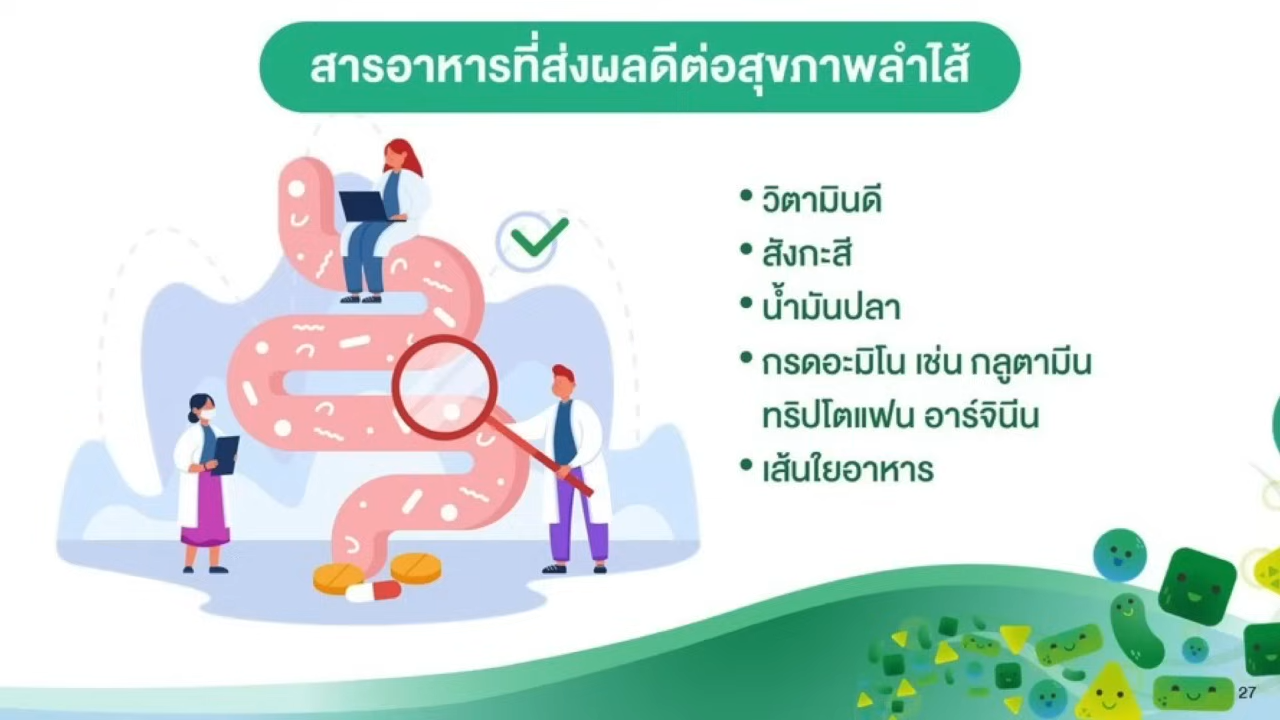 สารอาหารที่ส่งผลดีต่อสุขภาพลำไส้
• วิตามินดี
• สังกะสี
• น้ำมันปลา
• กรดอะมิโน เช่น กลูตามีน
ทริปโตแฟน อาร์จินีน
• เส้นใยอาหาร
27